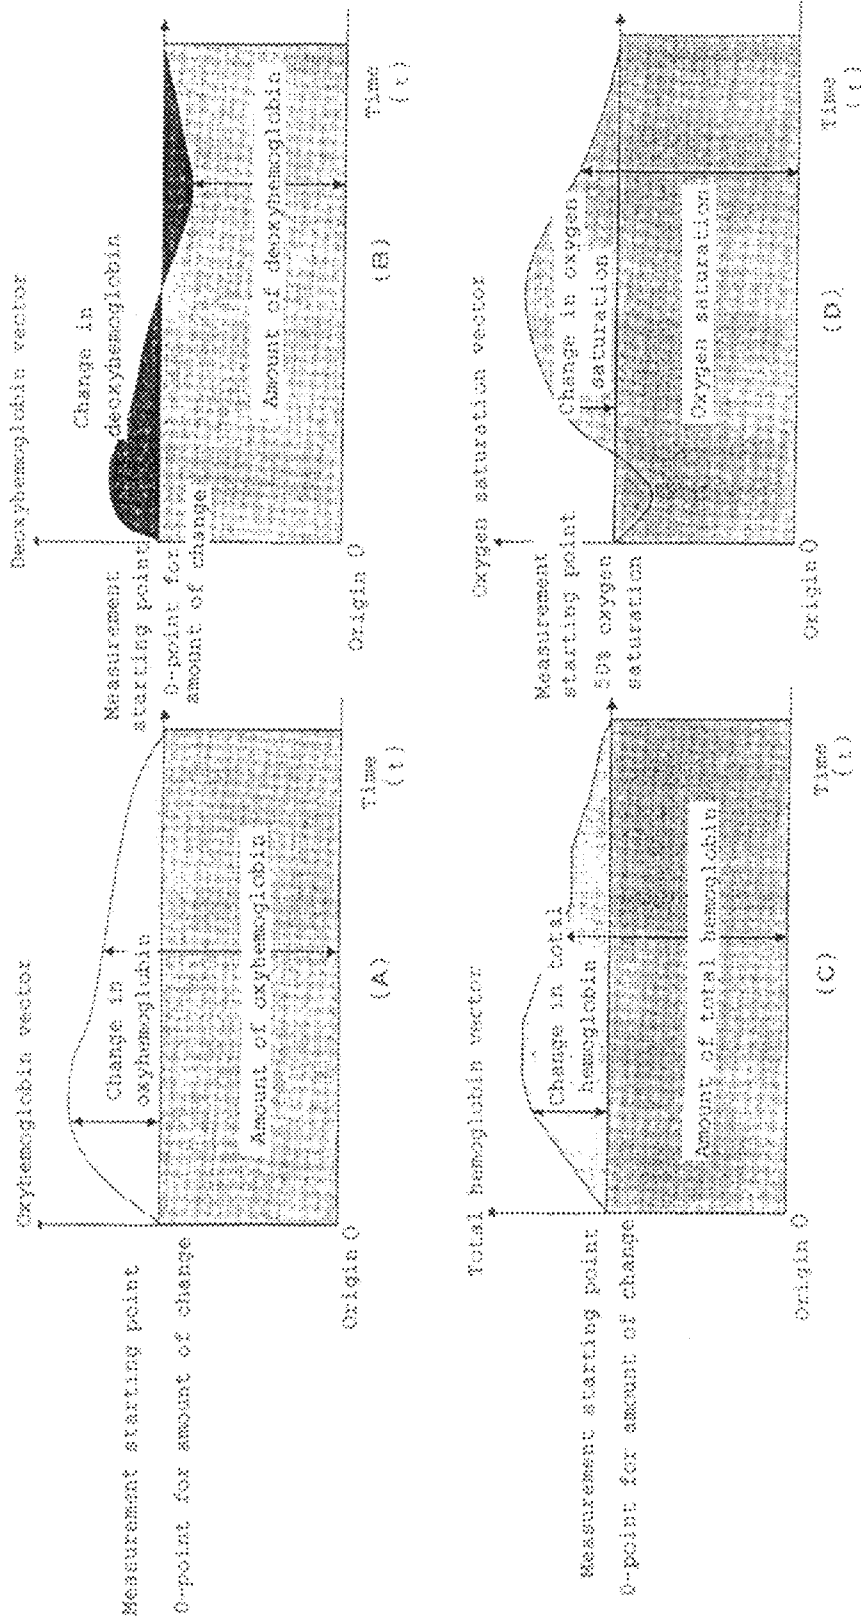 Oxyhemoglobin vector
Measurement starting point
0-point for amount of change
Change in
oxyhemoglobin
Amount of oxyhemoglobin
Origin O
Time
(t)
(A)
Deoxyhemoglobin vector
Change in
deoxyhemoglobin
Measurement
starting point
0-point for
amount of change
Amount of deoxyhemoglobin
Origin O
Time
(t)
(B)
Total hemoglobin vector
Measurement starting point
0-point for amount of change
Change in total
hemoglobin
Amount of total hemoglobin
Origin O
Time
(t)
(C)
Oxygen saturation vector
Measurement
starting point
50% oxygen
saturation
Change in oxygen
saturation
Oxygen saturation
Origin O
Time
(t)
(D)